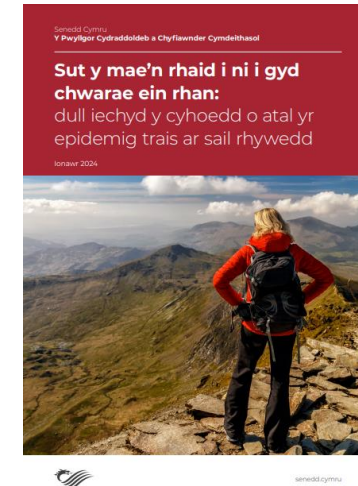 Senedd Cymru
Y Pwyllgor Cydraddoldeb a Chyfiawnder Cymdeithasol
Sut y mae'n rhaid i ni i gyd
chwarae ein rhan:
dull iechyd y cyhoedd o atal yr
epidemig trais ar sail rhywedd
Ionawr 2024
senedd.cymru